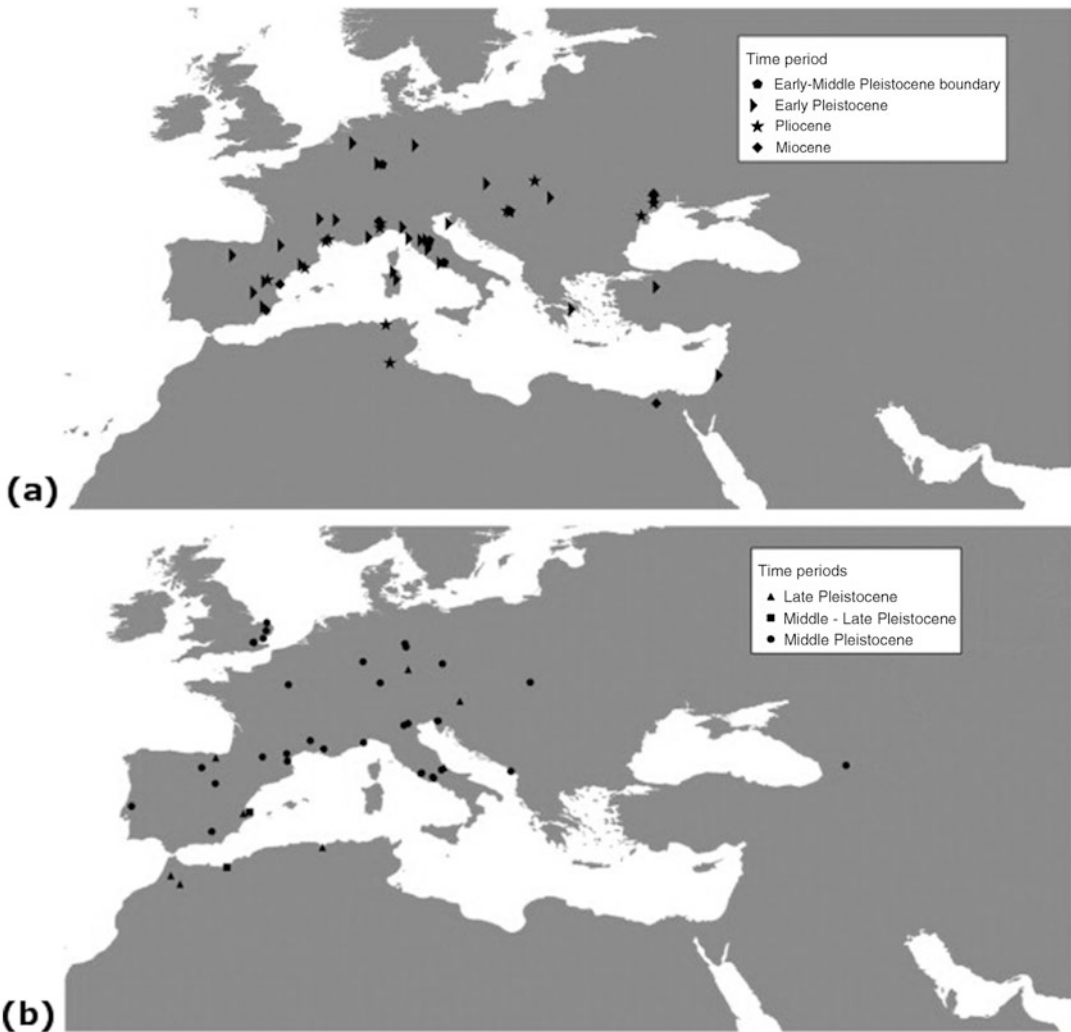 Time period
Early-Middle Pleistocene boundary
Early Pleistocene
Pliocene
Miocene
(a)
Time periods
Late Pleistocene
Middle - Late Pleistocene
Middle Pleistocene
(b)